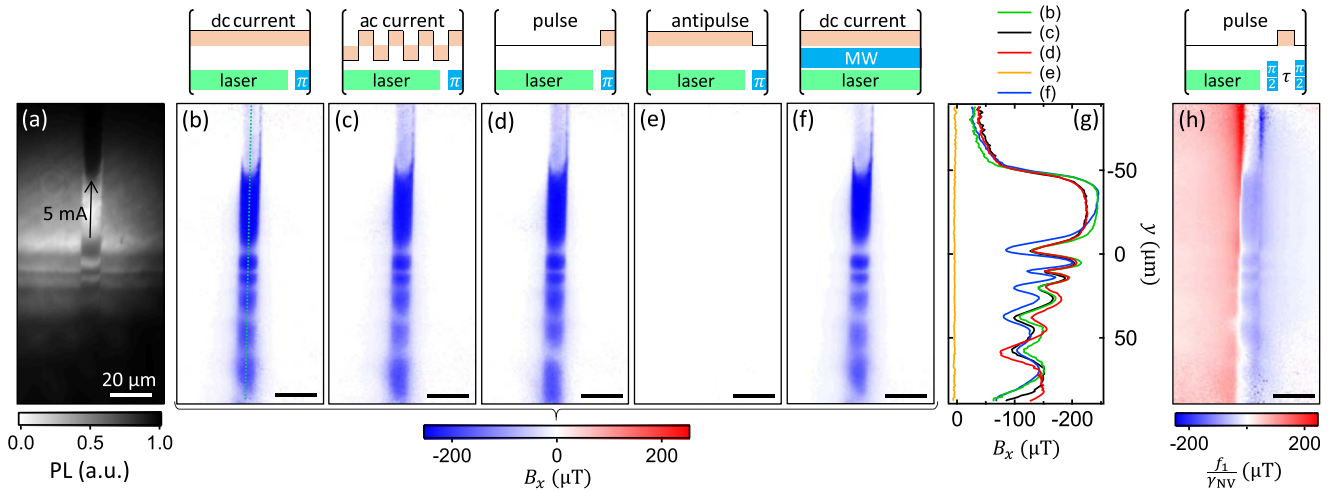 dc current
laser
π
ac current
laser
π
pulse
laser
π
antipulse
laser
π
dc current
MW
laser
(b)
(c)
(d)
(e)
(f)
pulse
laser
π/2 τ π/2
(a)
5 mA
20 μm
(b)
(c)
(d)
(e)
(f)
(g)
(h)
-50
0
50
y (μm)
0 -100 -200
B_x (μT)
0.0 0.5 1.0
PL (a.u.)
-200 0 200
B_x (μT)
-200 0 200
f_1/γ_NV (μT)